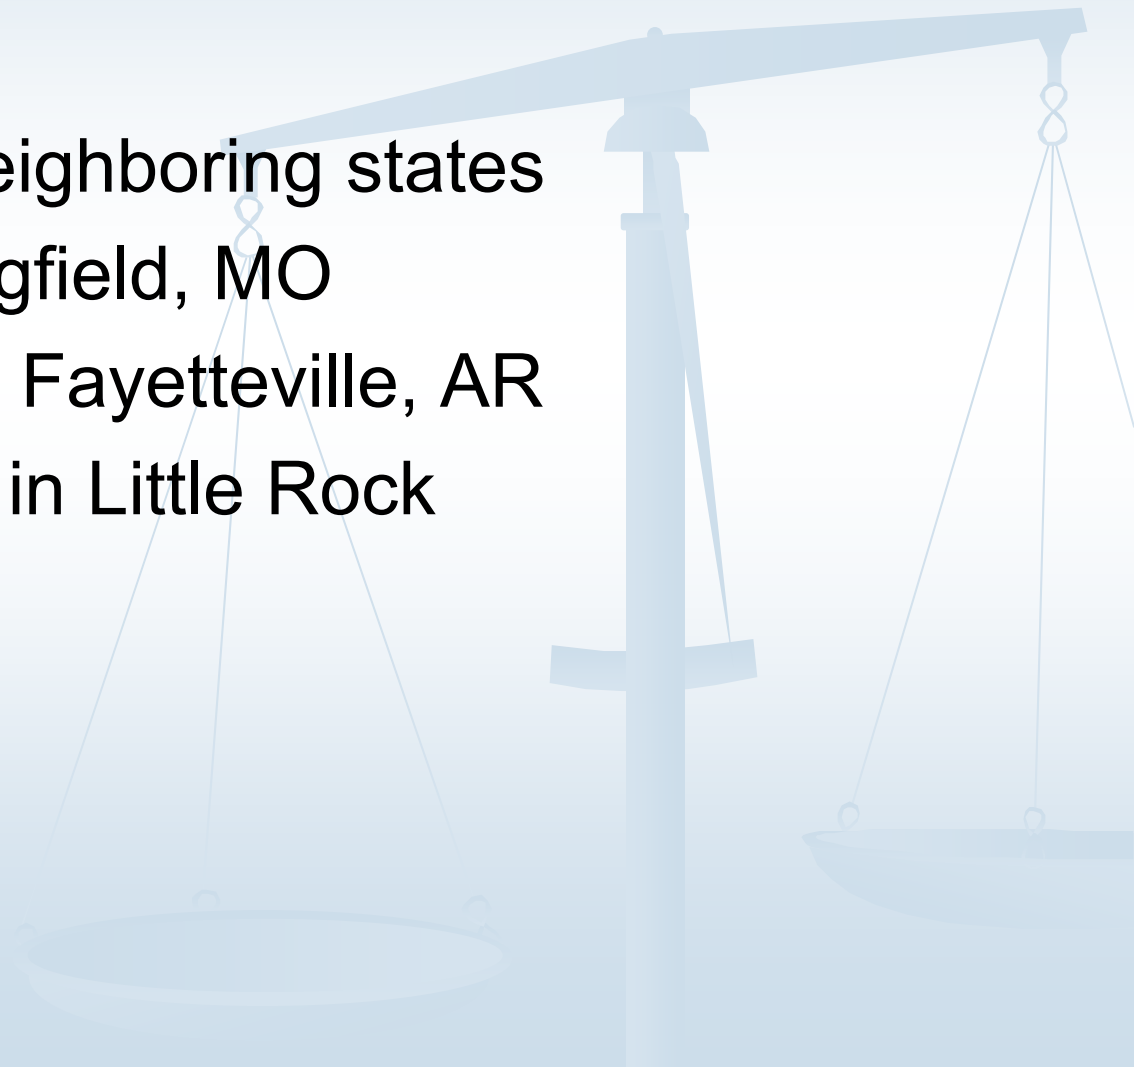 eighboring states
gfield, MO
Fayetteville, AR
in Little Rock